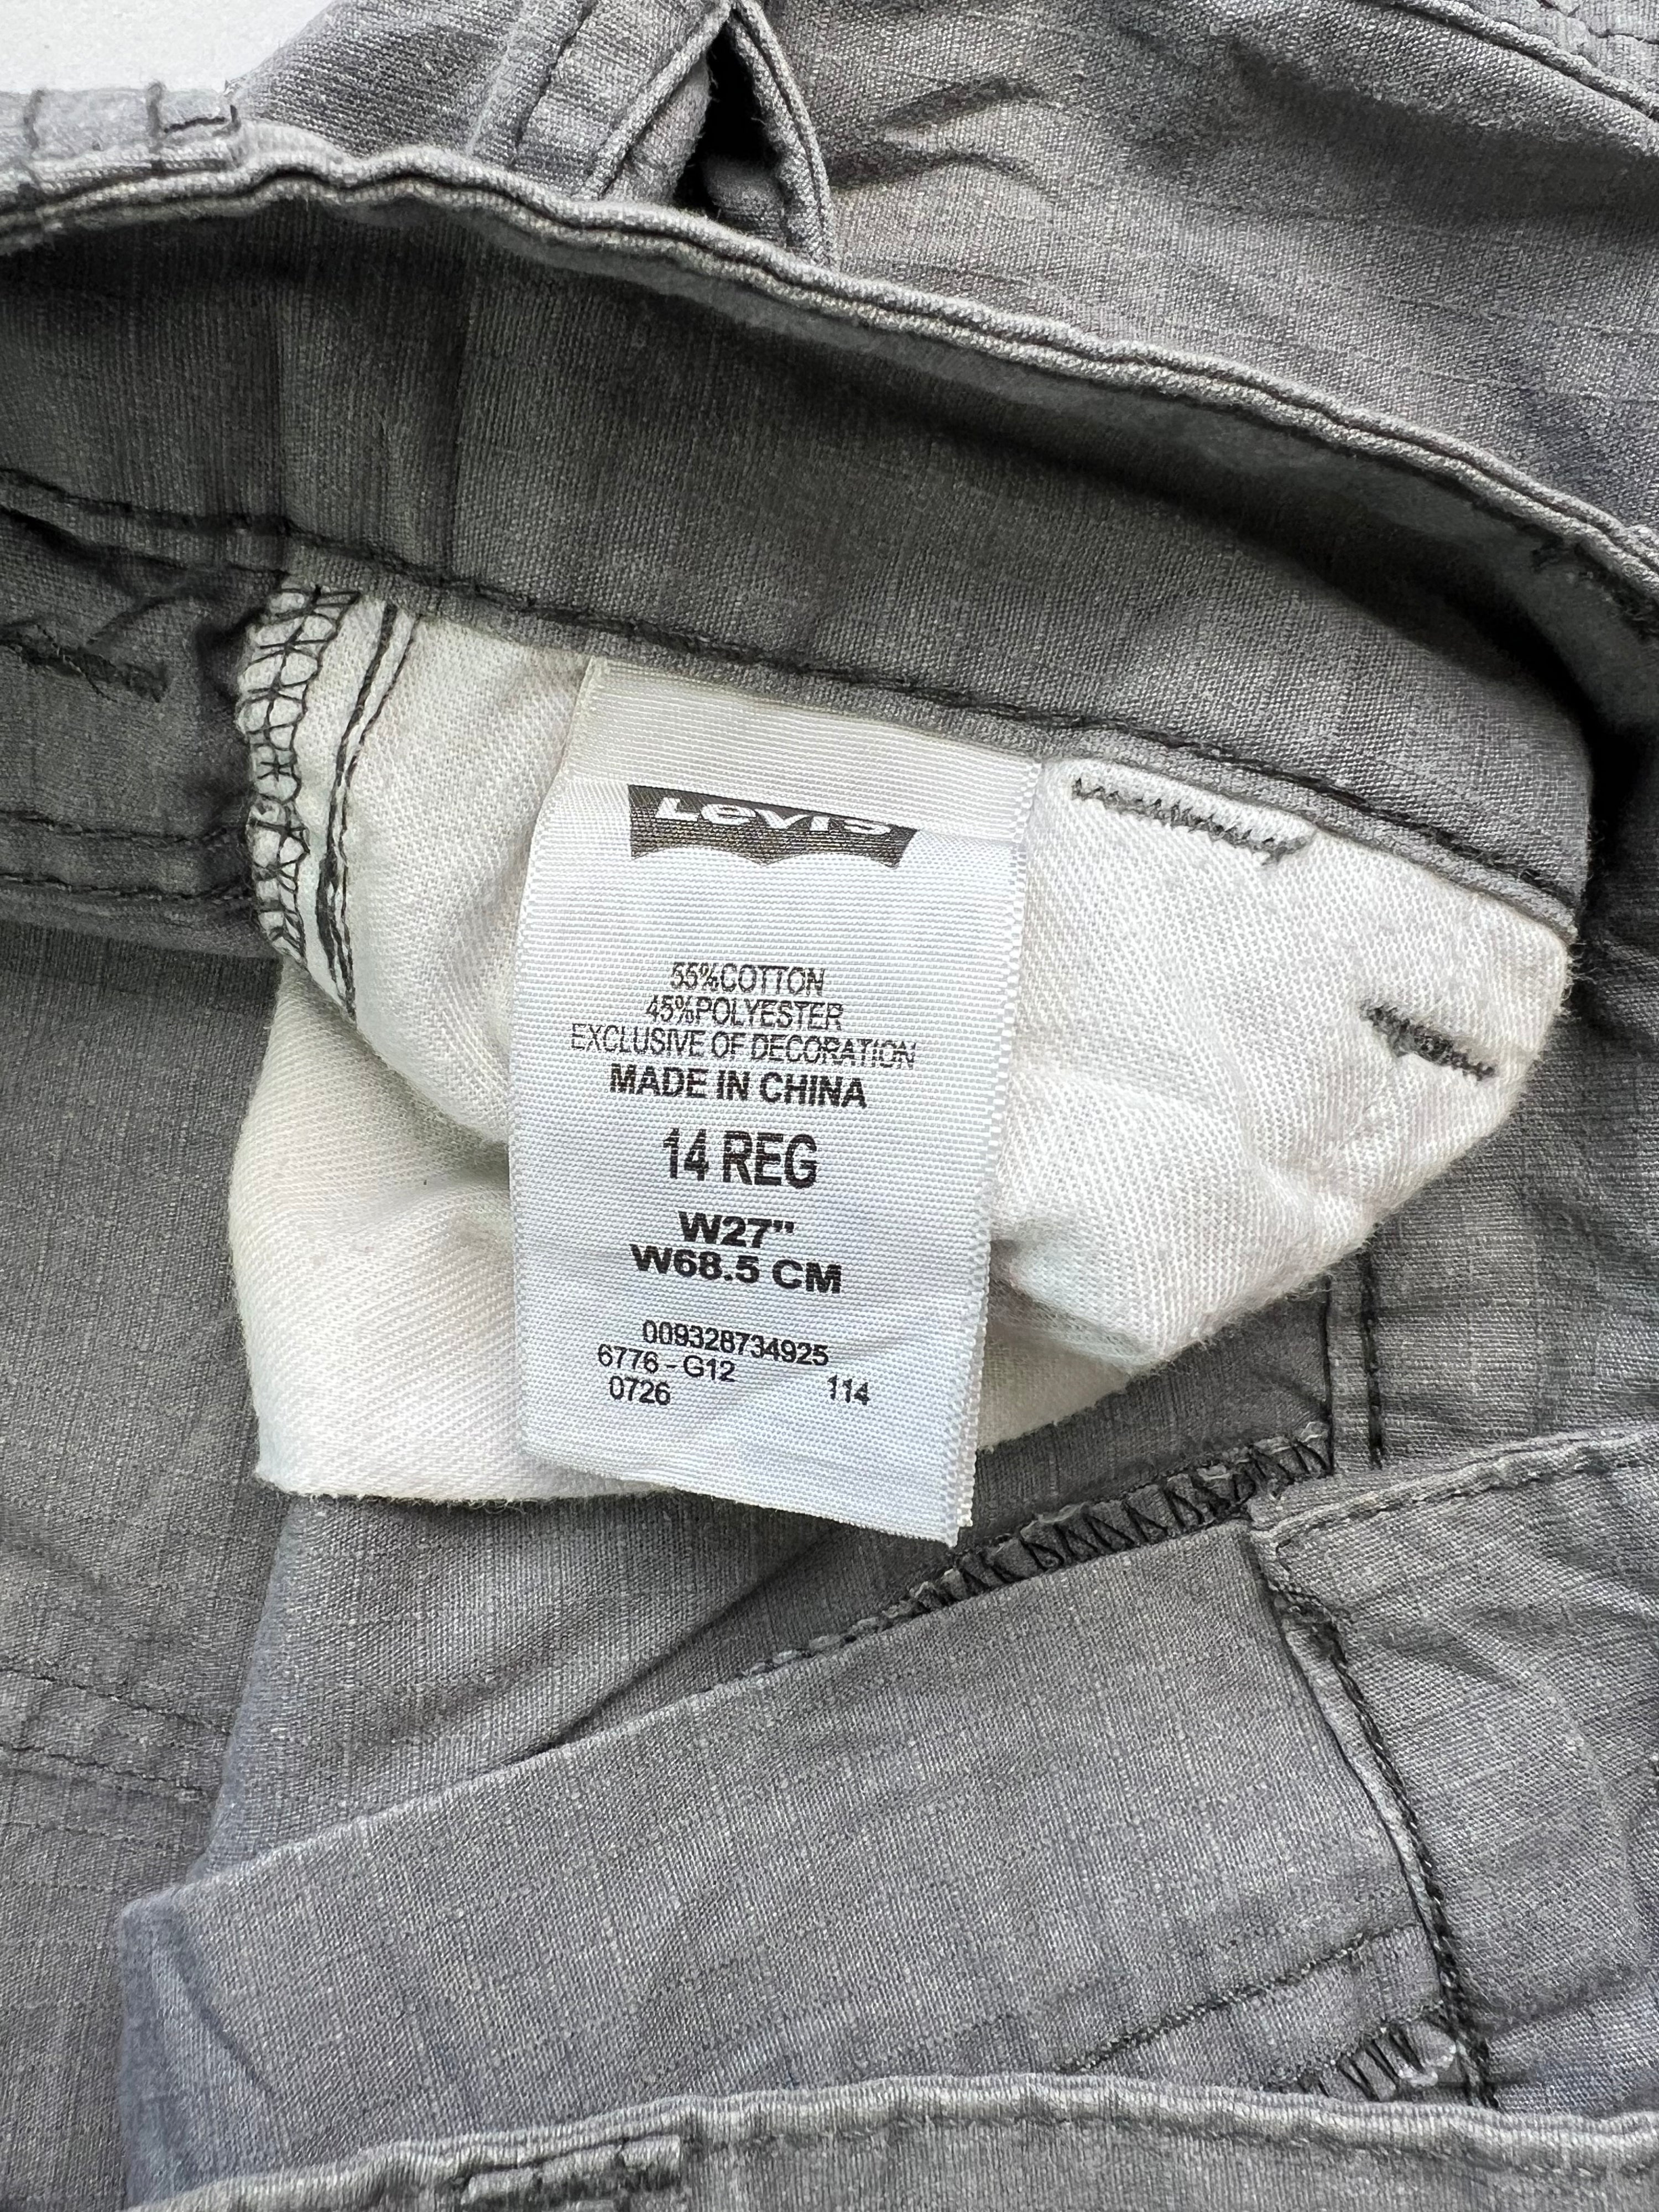 Levi's
55%COTTON
45%POLYESTER
EXCLUSIVE OF DECORATION
MADE IN CHINA
14 REG
W27"
W68.5 CM
009328734925
6776-G12
0726 114